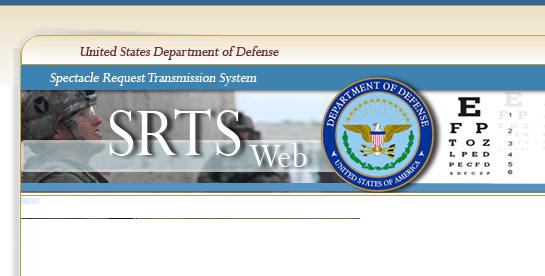 United States Department of Defense
Spectacle Request Transmission System
SRTS Web
DEPARTMENT OF DEFENSE
UNITED STATES OF AMERICA
E
F P 1
T O Z 2
L P E D 3
P E C F D 4
E D F C Z P 5
6